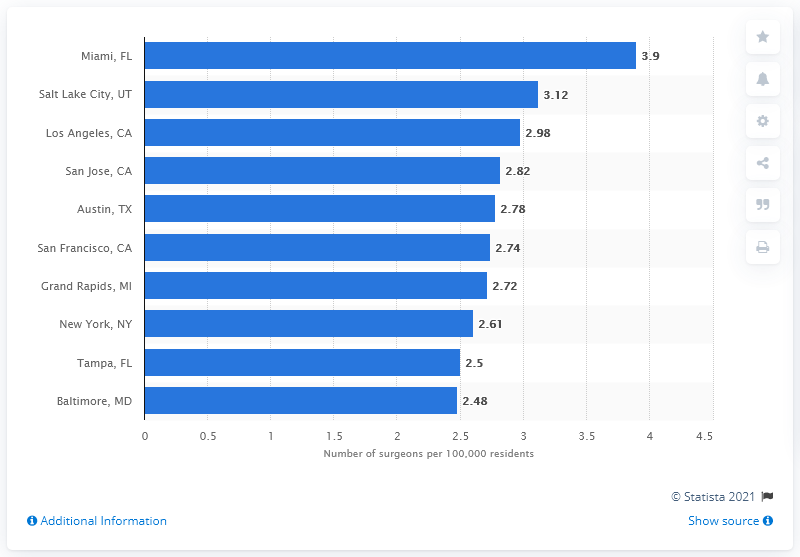 Miami, FL 3.9
Salt Lake City, UT 3.12
Los Angeles, CA 2.98
San Jose, CA 2.82
Austin, TX 2.78
San Francisco, CA 2.74
Grand Rapids, MI 2.72
New York, NY 2.61
Tampa, FL 2.5
Baltimore, MD 2.48
0 0.5 1 1.5 2 2.5 3 3.5 4 4.5
Number of surgeons per 100,000 residents
© Statista 2021
Additional Information Show source